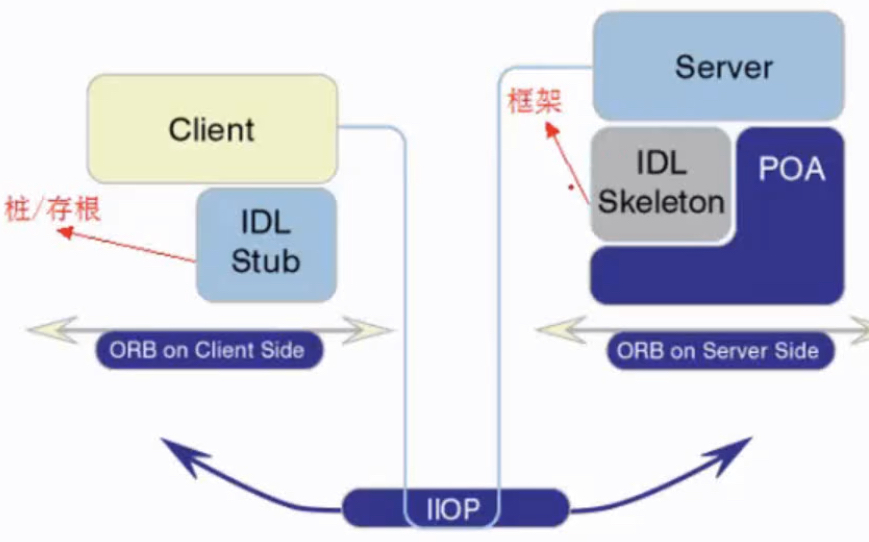 Client
桩/存根
IDL
Stub
ORB on Client Side
Server
框架
IDL
Skeleton
POA
ORB on Server Side
IIOP